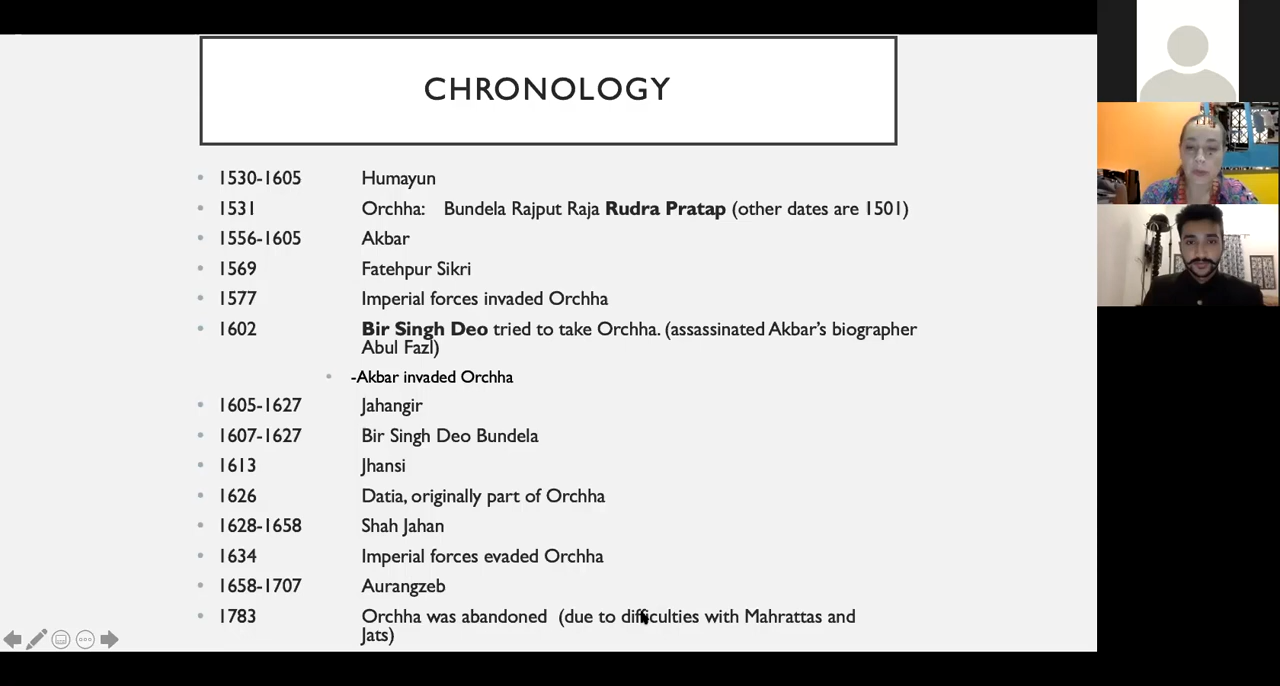 CHRONOLOGY
1530-1605 Humayun
1531 Orchha: Bundela Rajput Raja Rudra Pratap (other dates are 1501)
1556-1605 Akbar
1569 Fatehpur Sikri
1577 Imperial forces invaded Orchha
1602 Bir Singh Deo tried to take Orchha. (assassinated Akbar's biographer
Abul Fazl)
-Akbar invaded Orchha
1605-1627 Jahangir
1607-1627 Bir Singh Deo Bundela
1613 Jhansi
1626 Datia, originally part of Orchha
1628-1658 Shah Jahan
1634 Imperial forces evaded Orchha
1658-1707 Aurangzeb
1783 Orchha was abandoned (due to difficulties with Mahrattas and
Jats)